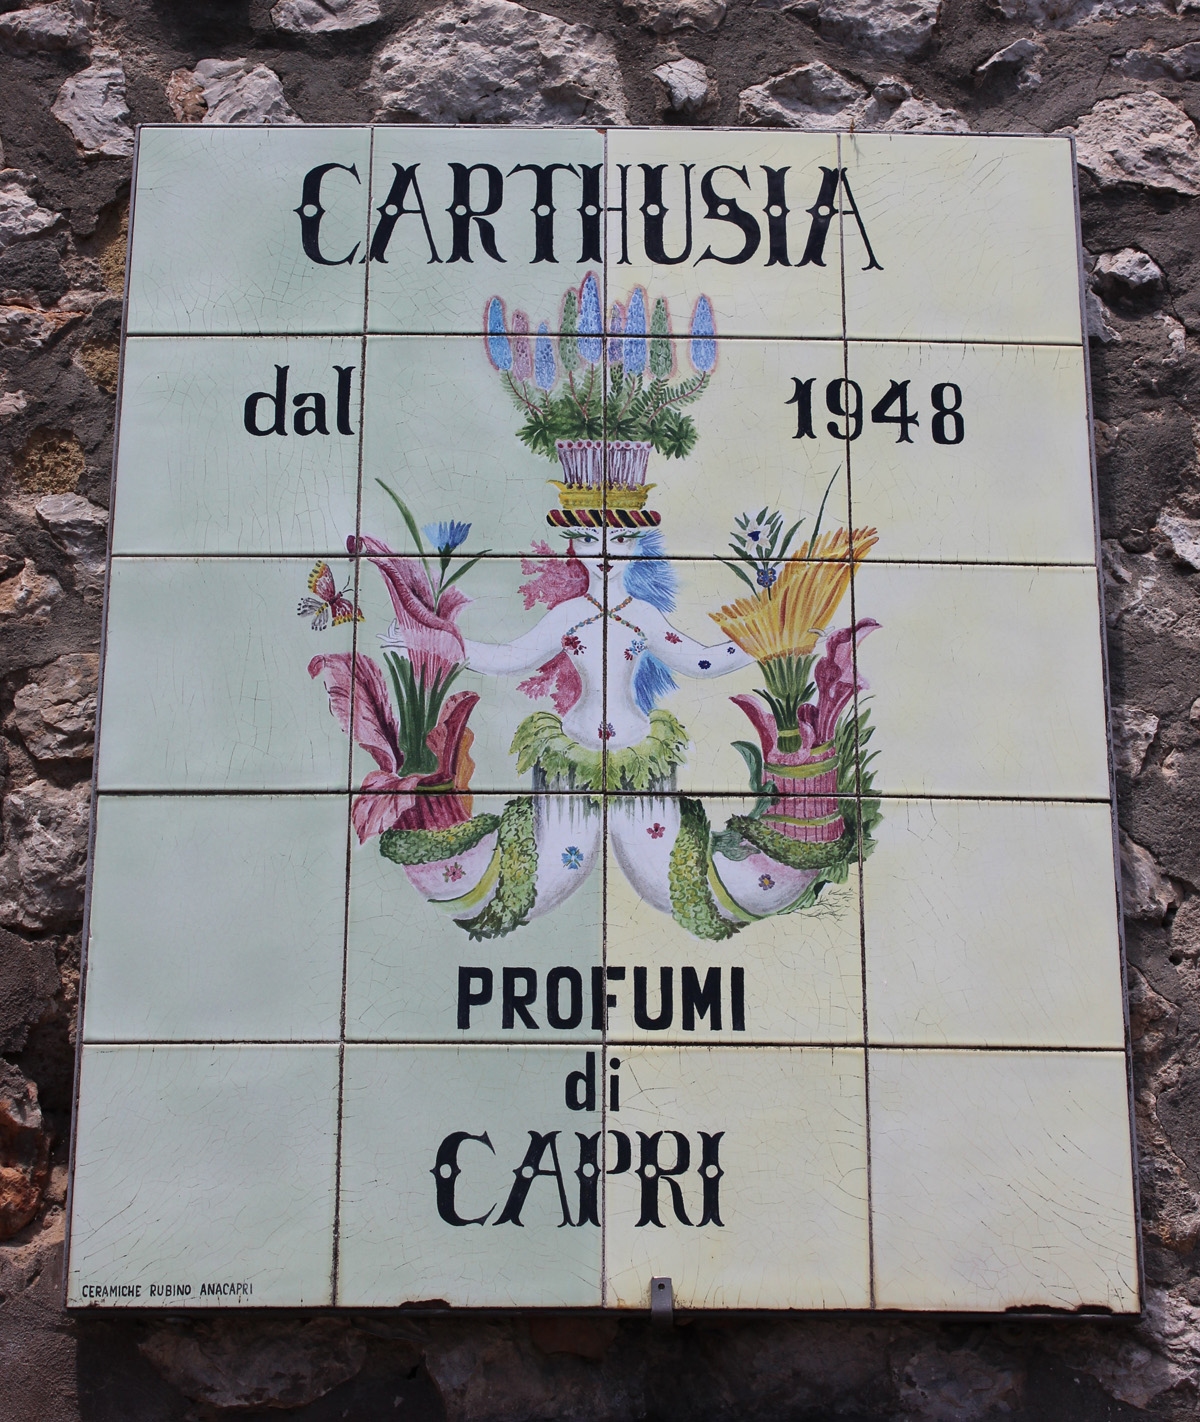 CARTHUSIA
dal 1948
PROFUMI
di
CAPRI
CERAMICHE RUBINO ANACAPRI